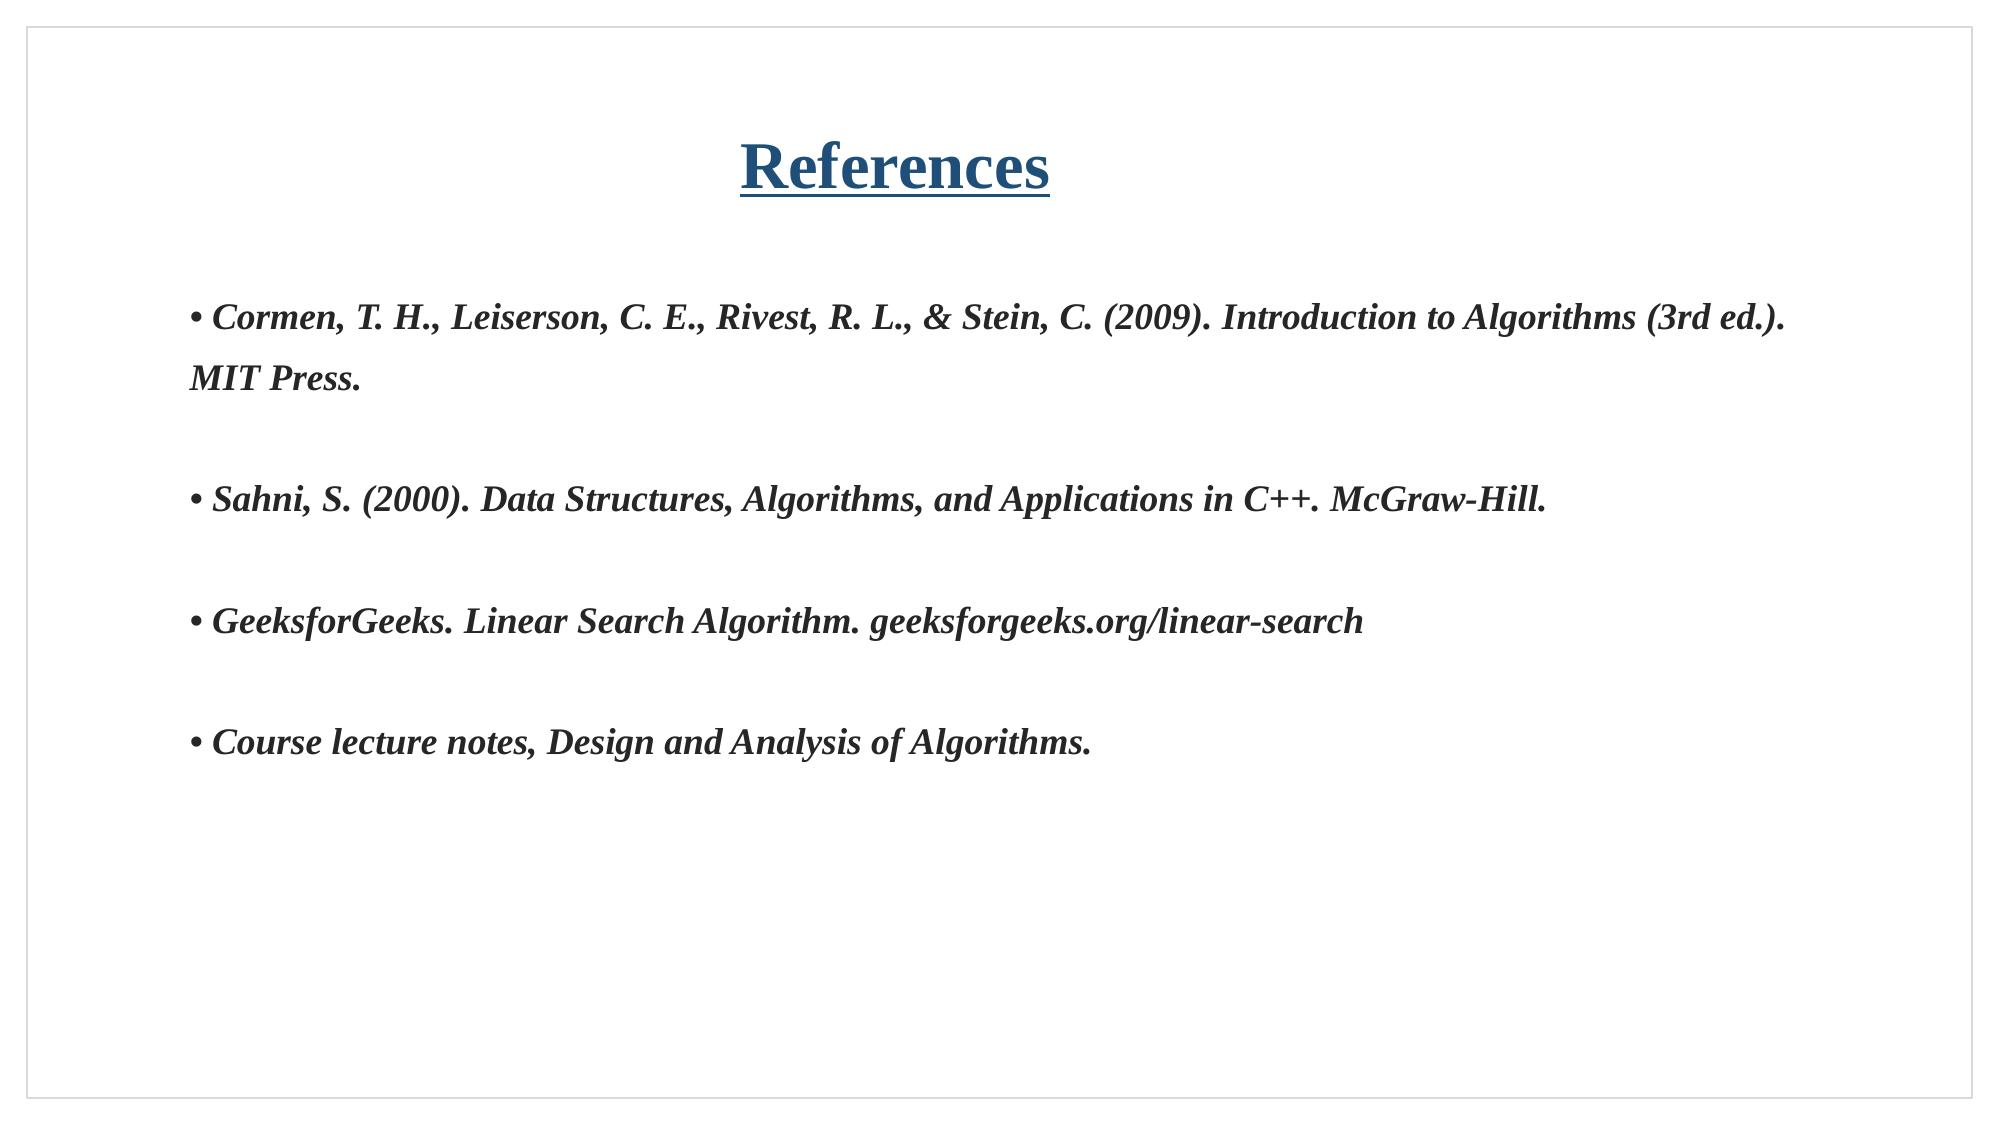 References
• Cormen, T. H., Leiserson, C. E., Rivest, R. L., & Stein, C. (2009). Introduction to Algorithms (3rd ed.).
MIT Press.
• Sahni, S. (2000). Data Structures, Algorithms, and Applications in C++. McGraw-Hill.
• GeeksforGeeks. Linear Search Algorithm. geeksforgeeks.org/linear-search
• Course lecture notes, Design and Analysis of Algorithms.